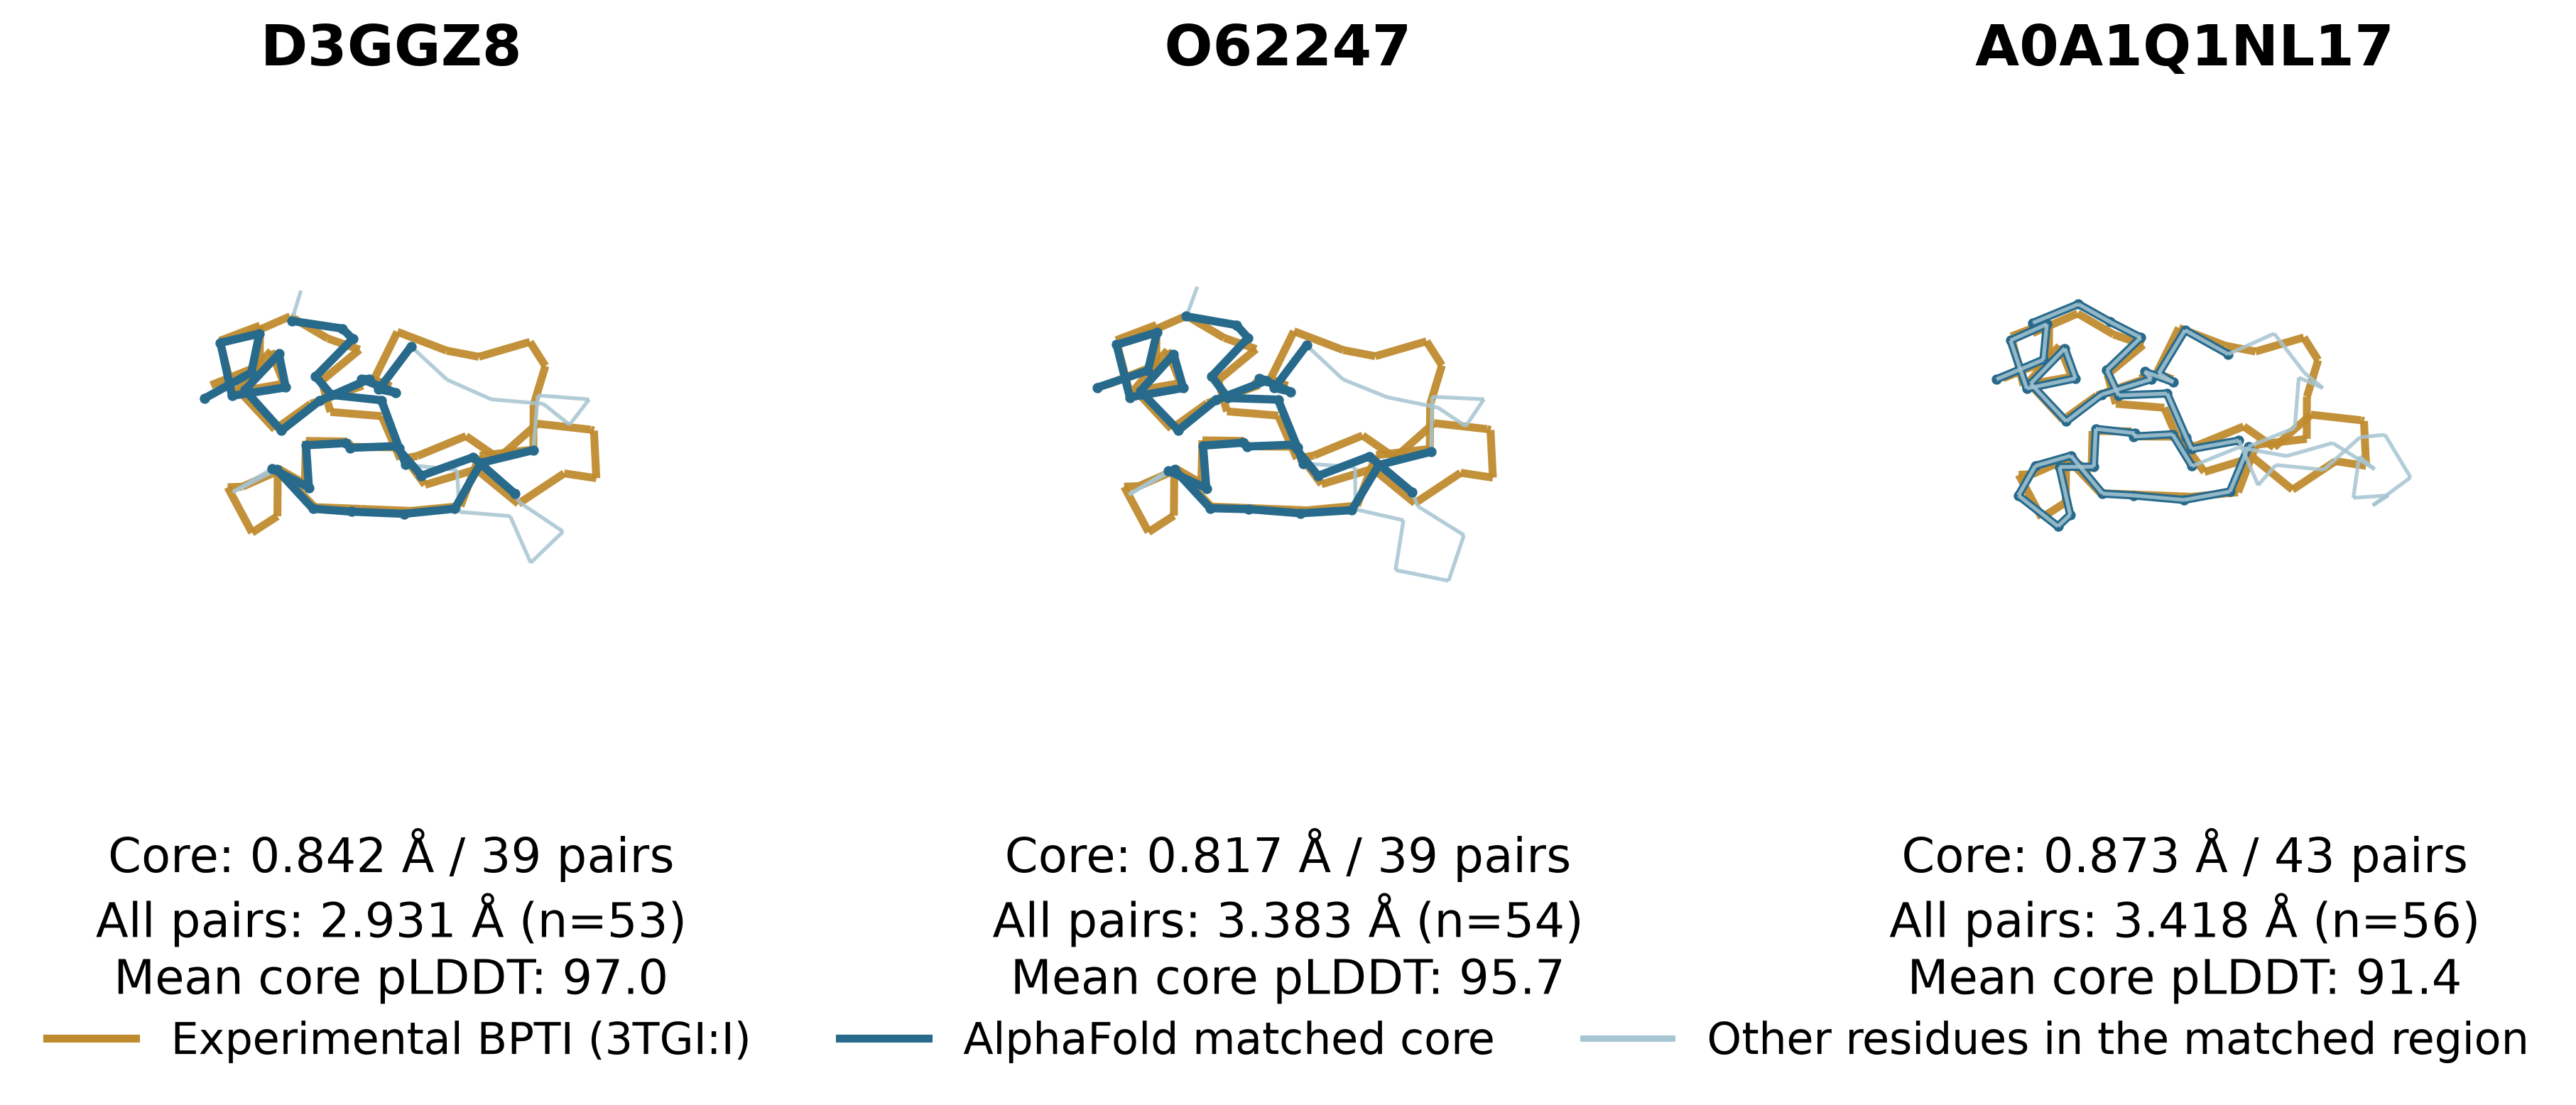 D3GGZ8
O62247
A0A1Q1NL17
Core: 0.842 Å / 39 pairs
All pairs: 2.931 Å (n=53)
Mean core pLDDT: 97.0
Core: 0.817 Å / 39 pairs
All pairs: 3.383 Å (n=54)
Mean core pLDDT: 95.7
Core: 0.873 Å / 43 pairs
All pairs: 3.418 Å (n=56)
Mean core pLDDT: 91.4
Experimental BPTI (3TGI:I)
AlphaFold matched core
Other residues in the matched region